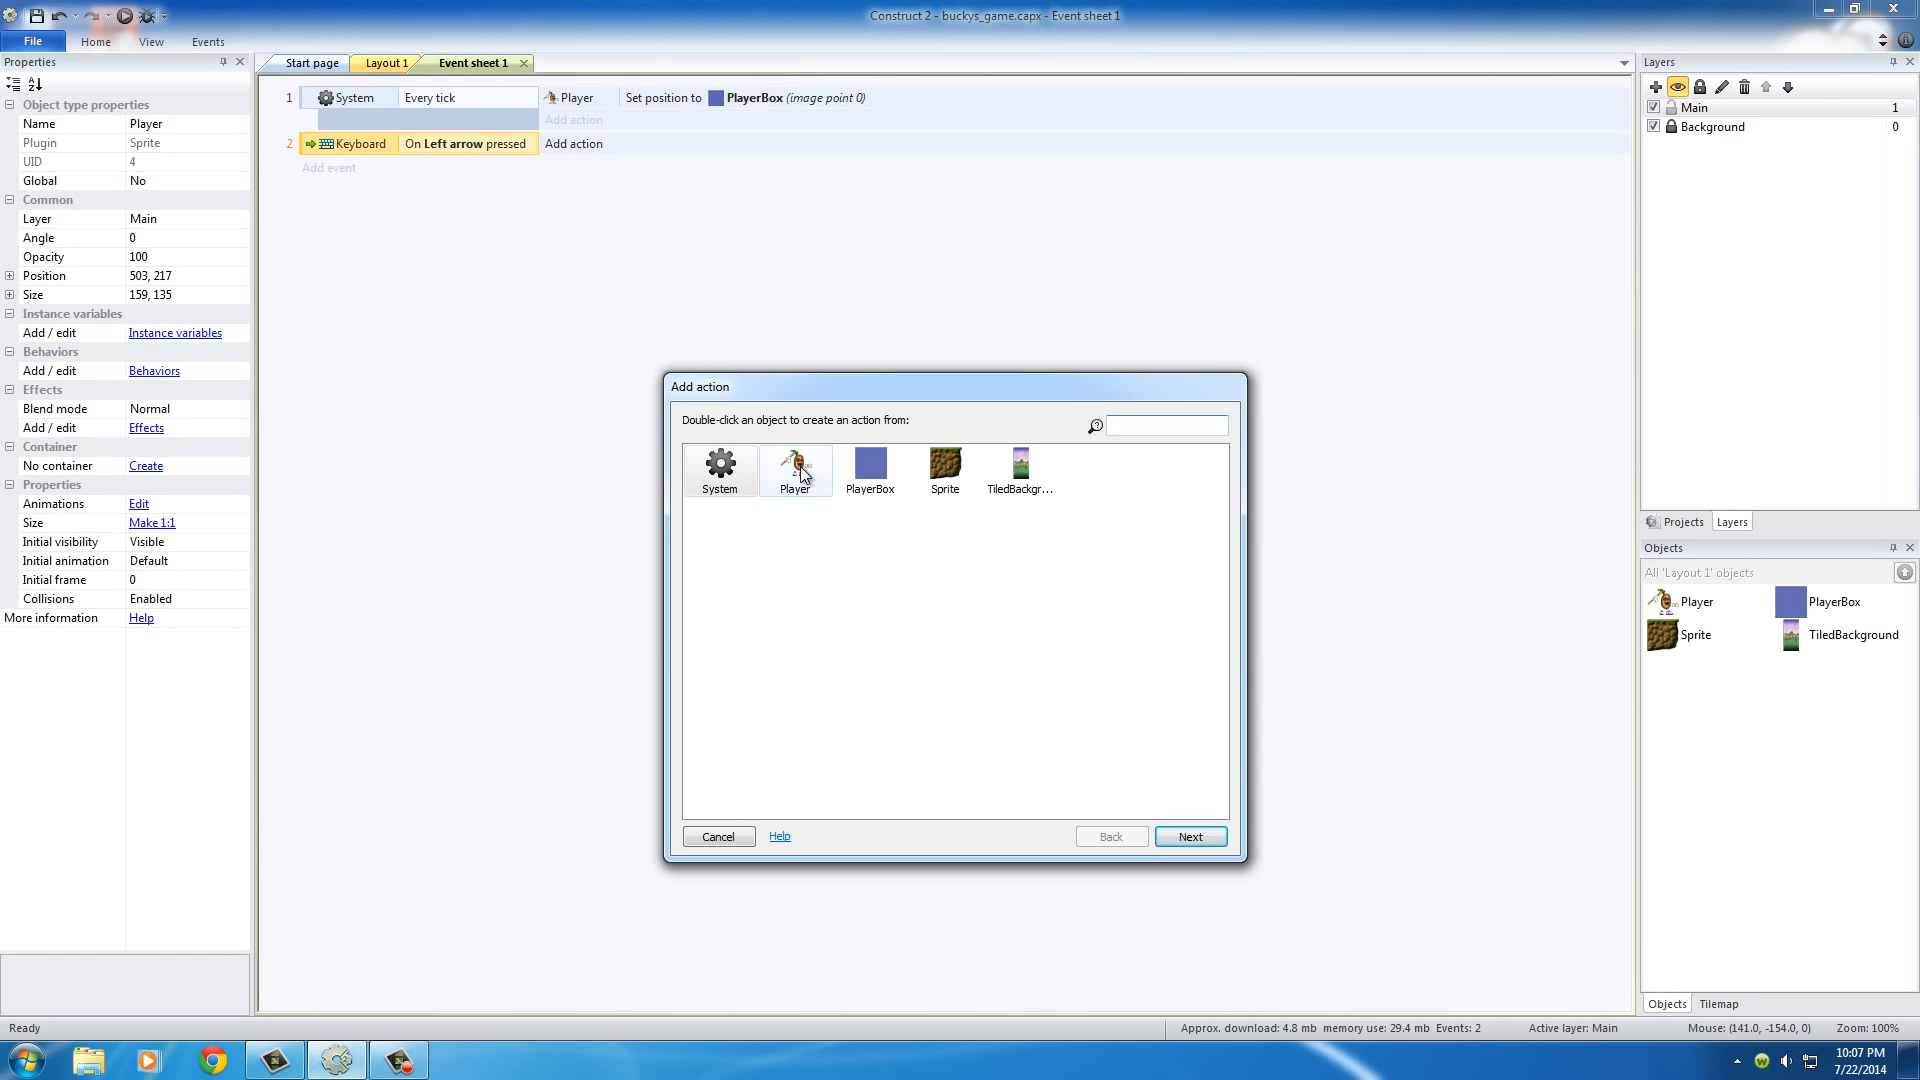 Construct 2 - buckys_game.capx - Event sheet 1
File Home View Events
Properties
Object type properties
Name Player
Plugin Sprite
UID 4
Global No
Common
Layer Main
Angle 0
Opacity 100
Position 503, 217
Size 159, 135
Instance variables
Add / edit Instance variables
Behaviors
Add / edit Behaviors
Effects
Blend mode Normal
Add / edit Effects
Container
No container Create
Properties
Animations Edit
Size Make 1:1
Initial visibility Visible
Initial animation Default
Initial frame 0
Collisions Enabled
More information Help
Start page Layout 1 Event sheet 1
1 System Every tick Player Set position to PlayerBox (image point 0)
Add action
2 Keyboard On Left arrow pressed Add action
Add event
Add action
Double-click an object to create an action from:
System Player PlayerBox Sprite TiledBackgr...
Cancel Help Back Next
Layers
Main 1
Background 0
Projects Layers
Objects
All 'Layout 1' objects
Player PlayerBox
Sprite TiledBackground
Objects Tilemap
Ready Approx. download: 4.8 mb memory use: 29.4 mb Events: 2 Active layer: Main Mouse: (141.0, -154.0, 0) Zoom: 100%
10:07 PM
7/22/2014